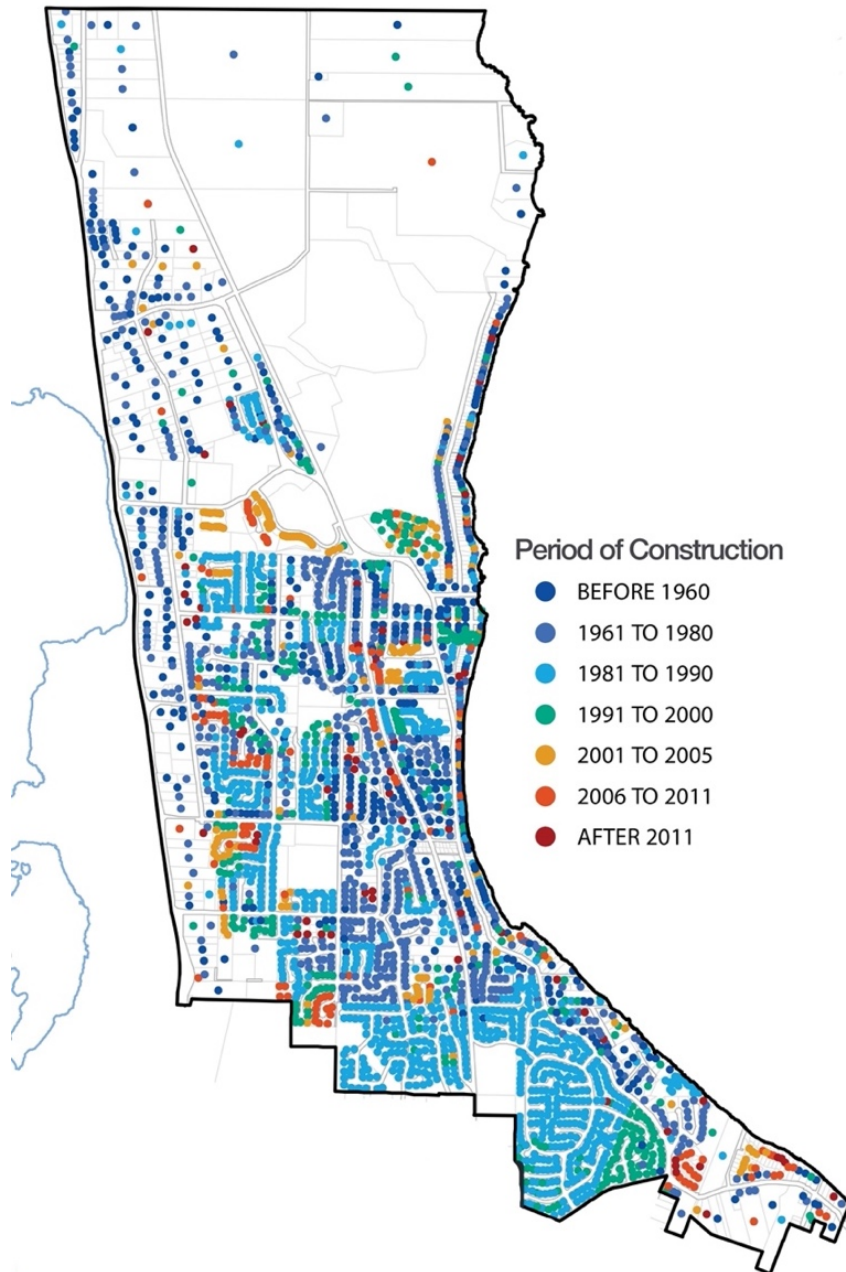 Period of Construction
BEFORE 1960
1961 TO 1980
1981 TO 1990
1991 TO 2000
2001 TO 2005
2006 TO 2011
AFTER 2011